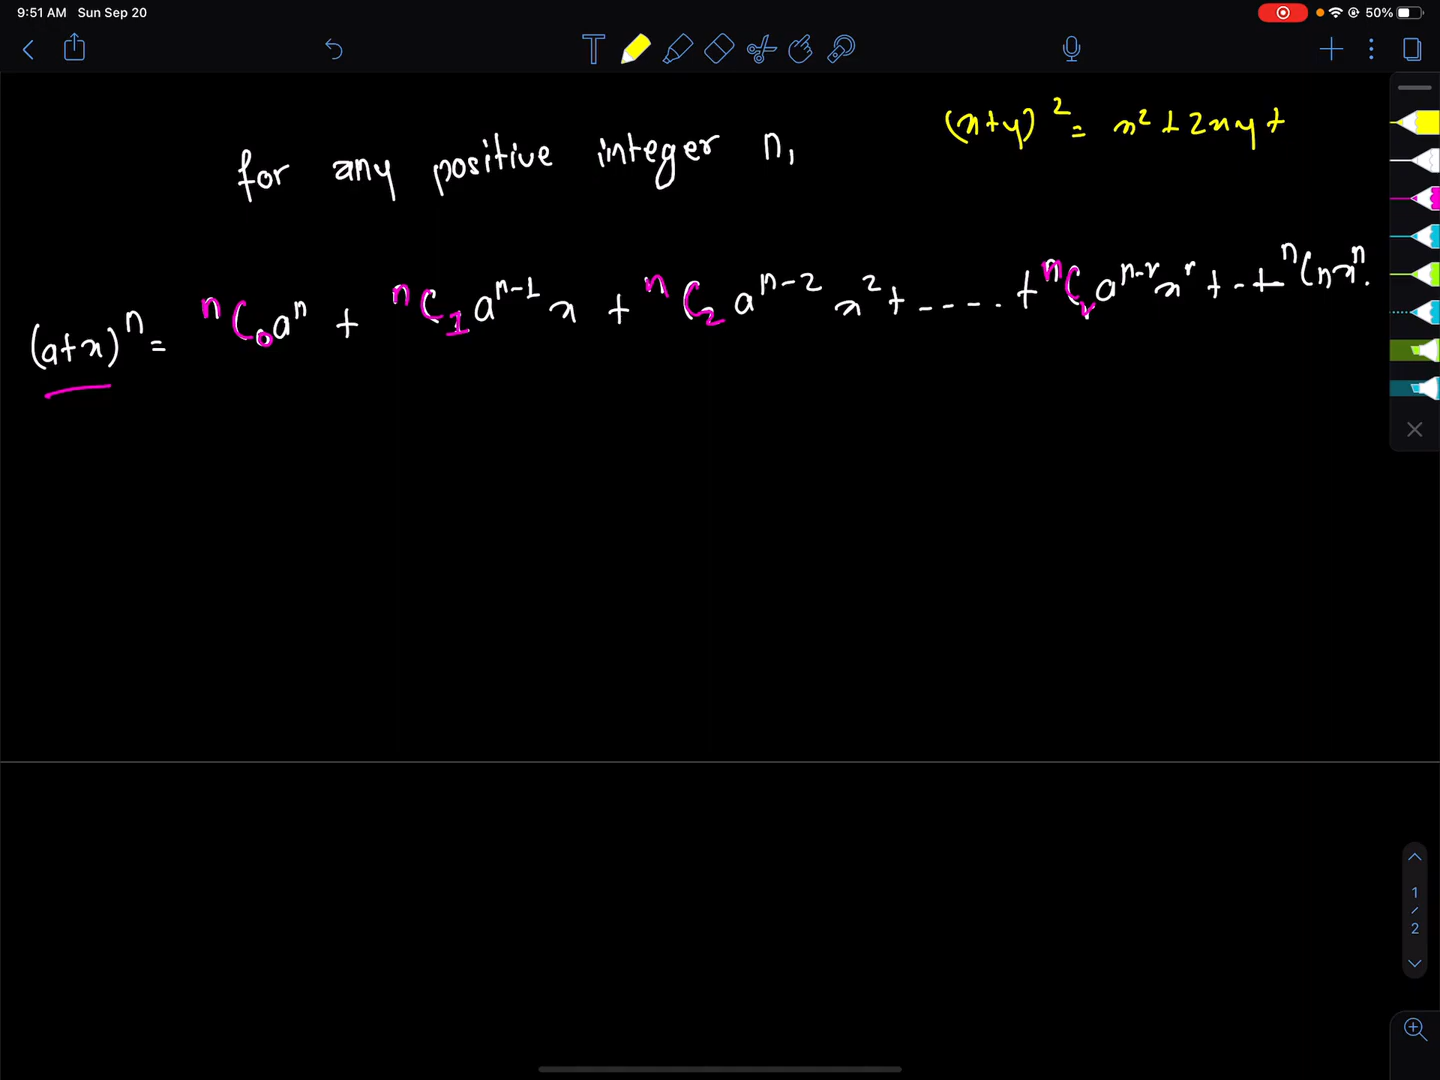 9:51 AM Sun Sep 20 50%
T
(x+y)² = x² + 2xy +
for any positive integer n,
(a+x)ⁿ = ⁿC₀aⁿ + ⁿC₁aⁿ⁻¹x + ⁿC₂aⁿ⁻²x² + ----. + ⁿCᵣaⁿ⁻ʳxʳ + -. + ⁿCₙxⁿ.
1
/
2